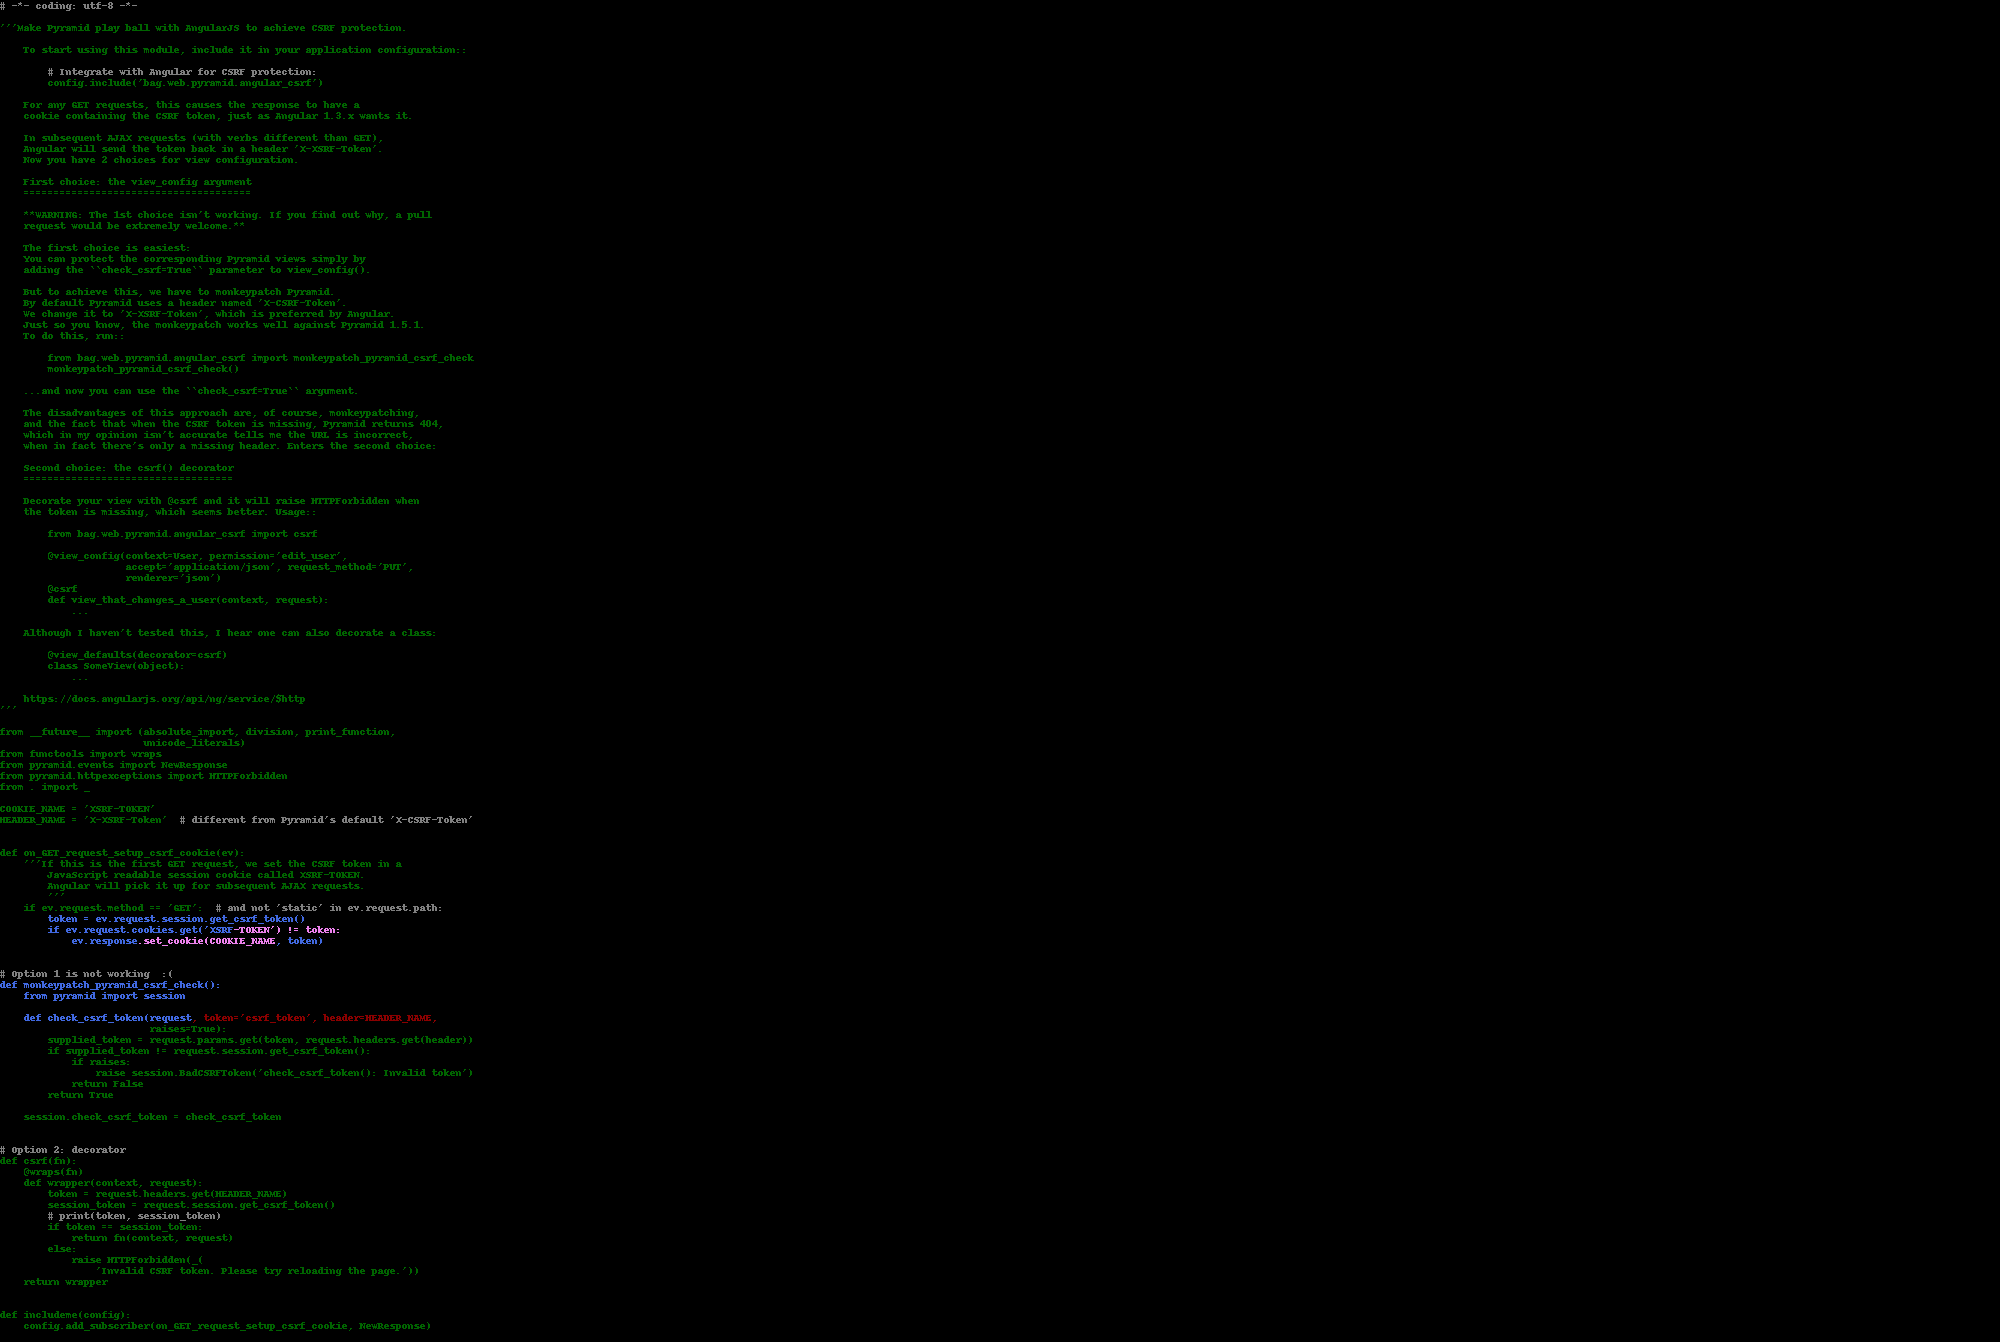 # -*- coding: utf-8 -*-
'''Make Pyramid play ball with AngularJS to achieve CSRF protection.
To start using this module, include it in your application configuration::
# Integrate with Angular for CSRF protection:
config.include('bag.web.pyramid.angular_csrf')
For any GET requests, this causes the response to have a
cookie containing the CSRF token, just as Angular 1.3.x wants it.
In subsequent AJAX requests (with verbs different than GET),
Angular will send the token back in a header 'X-XSRF-Token'.
Now you have 2 choices for view configuration.
First choice: the view_config argument
======================================
**WARNING: The 1st choice isn't working. If you find out why, a pull
request would be extremely welcome.**
The first choice is easiest:
You can protect the corresponding Pyramid views simply by
adding the ``check_csrf=True`` parameter to view_config().
But to achieve this, we have to monkeypatch Pyramid.
By default Pyramid uses a header named 'X-CSRF-Token'.
We change it to 'X-XSRF-Token', which is preferred by Angular.
Just so you know, the monkeypatch works well against Pyramid 1.5.1.
To do this, run::
from bag.web.pyramid.angular_csrf import monkeypatch_pyramid_csrf_check
monkeypatch_pyramid_csrf_check()
...and now you can use the ``check_csrf=True`` argument.
The disadvantages of this approach are, of course, monkeypatching,
and the fact that when the CSRF token is missing, Pyramid returns 404,
which in my opinion isn't accurate tells me the URL is incorrect,
when in fact there's only a missing header. Enters the second choice:
Second choice: the csrf() decorator
===================================
Decorate your view with @csrf and it will raise HTTPForbidden when
the token is missing, which seems better. Usage::
from bag.web.pyramid.angular_csrf import csrf
@view_config(context=User, permission='edit_user',
accept='application/json', request_method='PUT',
renderer='json')
@csrf
def view_that_changes_a_user(context, request):
...
Although I haven't tested this, I hear one can also decorate a class:
@view_defaults(decorator=csrf)
class SomeView(object):
...
https://docs.angularjs.org/api/ng/service/$http
'''
from __future__ import (absolute_import, division, print_function,
unicode_literals)
from functools import wraps
from pyramid.events import NewResponse
from pyramid.httpexceptions import HTTPForbidden
from . import _
COOKIE_NAME = 'XSRF-TOKEN'
HEADER_NAME = 'X-XSRF-Token'  # different from Pyramid's default 'X-CSRF-Token'
def on_GET_request_setup_csrf_cookie(ev):
'''If this is the first GET request, we set the CSRF token in a
JavaScript readable session cookie called XSRF-TOKEN.
Angular will pick it up for subsequent AJAX requests.
'''
if ev.request.method == 'GET':  # and not 'static' in ev.request.path:
token = ev.request.session.get_csrf_token()
if ev.request.cookies.get('XSRF-TOKEN') != token:
ev.response.set_cookie(COOKIE_NAME, token)
# Option 1 is not working  :(
def monkeypatch_pyramid_csrf_check():
from pyramid import session
def check_csrf_token(request, token='csrf_token', header=HEADER_NAME,
raises=True):
supplied_token = request.params.get(token, request.headers.get(header))
if supplied_token != request.session.get_csrf_token():
if raises:
raise session.BadCSRFToken('check_csrf_token(): Invalid token')
return False
return True
session.check_csrf_token = check_csrf_token
# Option 2: decorator
def csrf(fn):
@wraps(fn)
def wrapper(context, request):
token = request.headers.get(HEADER_NAME)
session_token = request.session.get_csrf_token()
# print(token, session_token)
if token == session_token:
return fn(context, request)
else:
raise HTTPForbidden(_(
'Invalid CSRF token. Please try reloading the page.'))
return wrapper
def includeme(config):
config.add_subscriber(on_GET_request_setup_csrf_cookie, NewResponse)